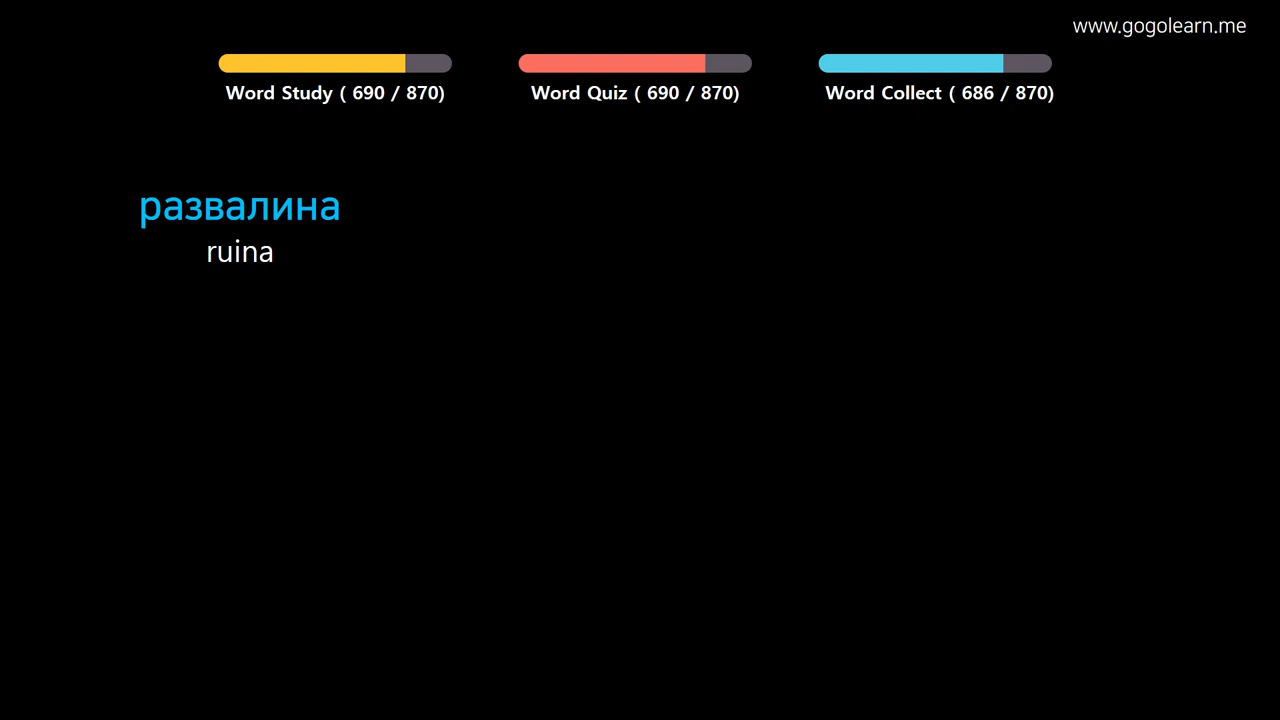 www.gogolearn.me
Word Study ( 690 / 870)
Word Quiz ( 690 / 870)
Word Collect ( 686 / 870)
развалина
ruina